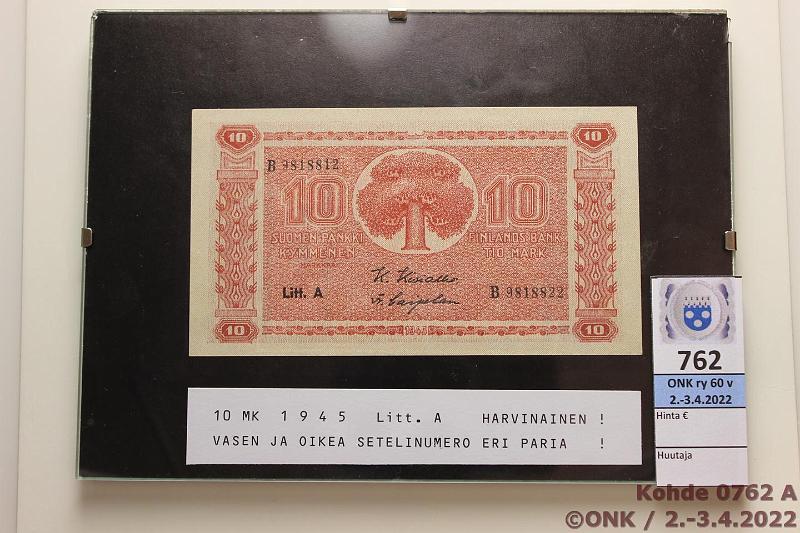 10 10
B 9818812
10 10
SUOMEN PANKKI FINLANDS BANK
KYMMENEN TIO MARK
MARKKAA
Litt. A
B 9818822
10 1945 10
10 MK 1945 Litt. A HARVINAINEN !
VASEN JA OIKEA SETELINUMERO ERI PARIA !
762
ONK ry 60 v
2.-3.4.2022
Hinta €
Huutaja
Kohde 0762 A
©ONK / 2.-3.4.2022